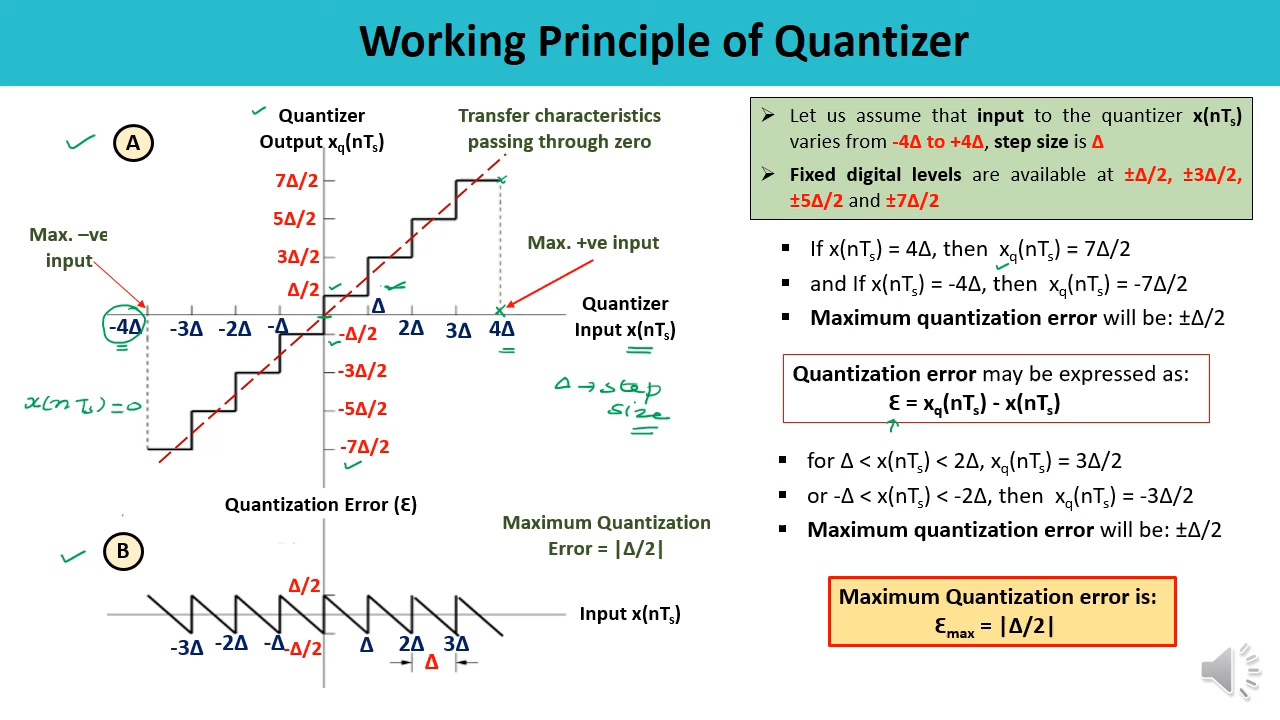 Working Principle of Quantizer
A
Quantizer
Output xq(nTs)
Transfer characteristics
passing through zero
7Δ/2
5Δ/2
3Δ/2
Δ/2
Max. –ve
input
Max. +ve input
-4Δ
-3Δ
-2Δ
-Δ
Δ
2Δ
3Δ
4Δ
Quantizer
Input x(nTs)
-Δ/2
-3Δ/2
-5Δ/2
-7Δ/2
x(nTs)=0
Δ → step
size
Quantization Error (Ɛ)
B
Maximum Quantization
Error = |Δ/2|
Δ/2
Input x(nTs)
-3Δ
-2Δ
-Δ
-Δ/2
Δ
2Δ
3Δ
Δ
➢ Let us assume that input to the quantizer x(nTs)
varies from -4Δ to +4Δ, step size is Δ
➢ Fixed digital levels are available at ±Δ/2, ±3Δ/2,
±5Δ/2 and ±7Δ/2
▪ If x(nTs) = 4Δ, then xq(nTs) = 7Δ/2
▪ and If x(nTs) = -4Δ, then xq(nTs) = -7Δ/2
▪ Maximum quantization error will be: ±Δ/2
Quantization error may be expressed as:
Ɛ = xq(nTs) - x(nTs)
▪ for Δ < x(nTs) < 2Δ, xq(nTs) = 3Δ/2
▪ or -Δ < x(nTs) < -2Δ, then xq(nTs) = -3Δ/2
▪ Maximum quantization error will be: ±Δ/2
Maximum Quantization error is:
Ɛmax = |Δ/2|